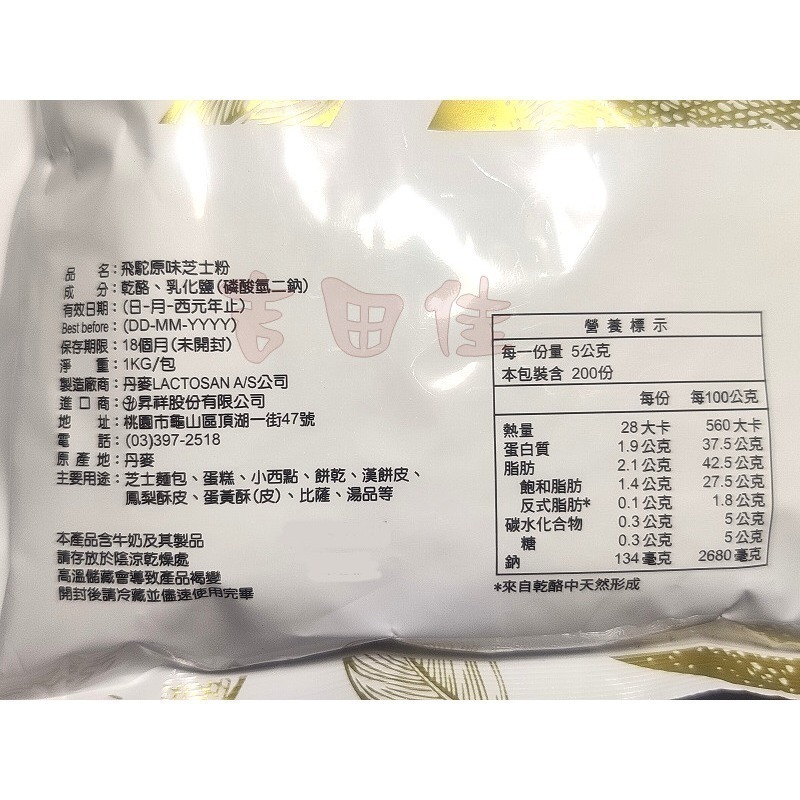 品 名：飛駝原味芝士粉
成 分：乾酪、乳化鹽(磷酸氫二鈉)
有效日期：(日-月-西元年止)
Best before：(DD-MM-YYYY)
保存期限：18個月(未開封)
淨 重：1KG/包
製造廠商：丹麥LACTOSAN A/S公司
進 口 商：昇祥股份有限公司
地 址：桃園市龜山區頂湖一街47號
電 話：(03)397-2518
原 產 地：丹麥
主要用途：芝士麵包、蛋糕、小西點、餅乾、漢餅皮、
鳳梨酥皮、蛋黃酥(皮)、比薩、湯品等
本產品含牛奶及其製品
請存放於陰涼乾燥處
高溫儲藏會導致產品褐變
開封後請冷藏並儘速使用完畢
吉田佳
營養標示
每一份量 5公克
本包裝含 200份
每份 每100公克
熱量 28大卡 560大卡
蛋白質 1.9公克 37.5公克
脂肪 2.1公克 42.5公克
飽和脂肪 1.4公克 27.5公克
反式脂肪* 0.1公克 1.8公克
碳水化合物 0.3公克 5公克
糖 0.3公克 5公克
鈉 134毫克 2680毫克
*來自乾酪中天然形成